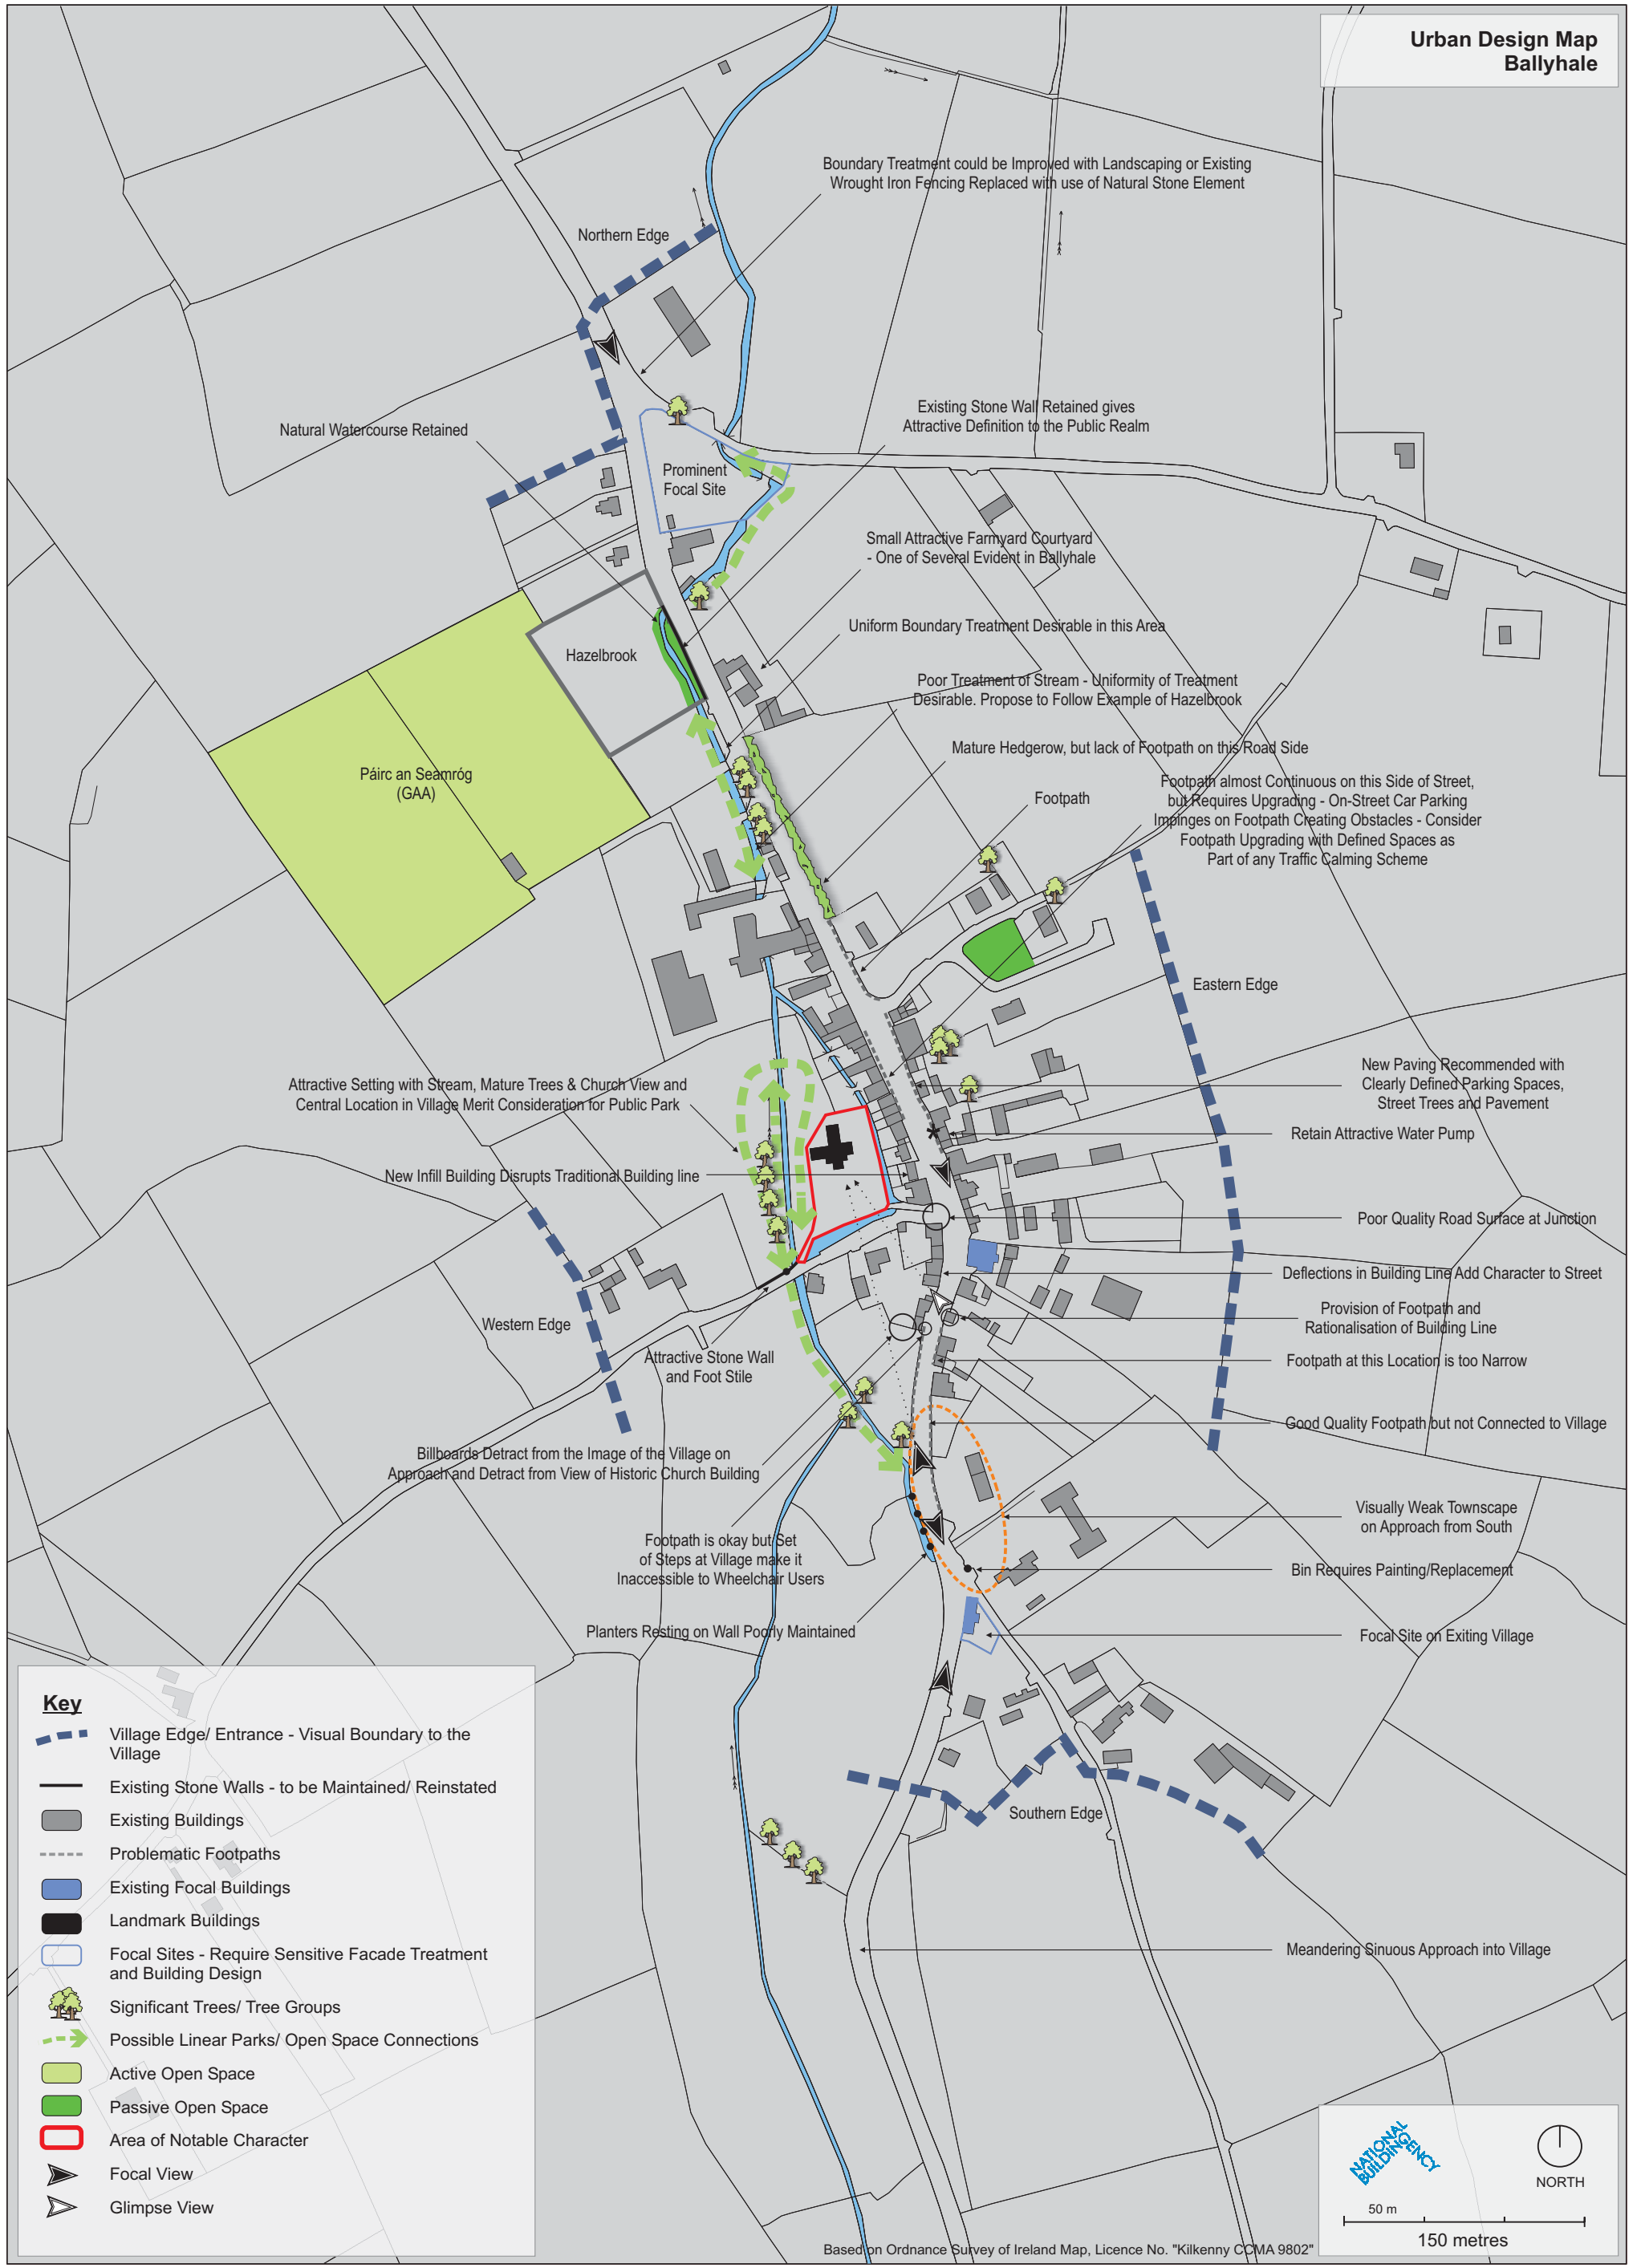 Urban Design Map
Ballyhale
Boundary Treatment could be Improved with Landscaping or Existing
Wrought Iron Fencing Replaced with use of Natural Stone Element
Northern Edge
Natural Watercourse Retained
Existing Stone Wall Retained gives
Attractive Definition to the Public Realm
Prominent
Focal Site
Small Attractive Farmyard Courtyard
- One of Several Evident in Ballyhale
Uniform Boundary Treatment Desirable in this Area
Hazelbrook
Poor Treatment of Stream - Uniformity of Treatment
Desirable. Propose to Follow Example of Hazelbrook
Mature Hedgerow, but lack of Footpath on this Road Side
Páirc an Seamróg
(GAA)
Footpath
Footpath almost Continuous on this Side of Street,
but Requires Upgrading - On-Street Car Parking
Impinges on Footpath Creating Obstacles - Consider
Footpath Upgrading with Defined Spaces as
Part of any Traffic Calming Scheme
Eastern Edge
Attractive Setting with Stream, Mature Trees & Church View and
Central Location in Village Merit Consideration for Public Park
New Paving Recommended with
Clearly Defined Parking Spaces,
Street Trees and Pavement
Retain Attractive Water Pump
New Infill Building Disrupts Traditional Building line
Poor Quality Road Surface at Junction
Deflections in Building Line Add Character to Street
Western Edge
Provision of Footpath and
Rationalisation of Building Line
Attractive Stone Wall
and Foot Stile
Footpath at this Location is too Narrow
Good Quality Footpath but not Connected to Village
Billboards Detract from the Image of the Village on
Approach and Detract from View of Historic Church Building
Visually Weak Townscape
on Approach from South
Footpath is okay but Set
of Steps at Village make it
Inaccessible to Wheelchair Users
Bin Requires Painting/Replacement
Planters Resting on Wall Poorly Maintained
Focal Site on Exiting Village
Southern Edge
Meandering Sinuous Approach into Village
Key
Village Edge/ Entrance - Visual Boundary to the
Village
Existing Stone Walls - to be Maintained/ Reinstated
Existing Buildings
Problematic Footpaths
Existing Focal Buildings
Landmark Buildings
Focal Sites - Require Sensitive Facade Treatment
and Building Design
Significant Trees/ Tree Groups
Possible Linear Parks/ Open Space Connections
Active Open Space
Passive Open Space
Area of Notable Character
Focal View
Glimpse View
NATIONAL
BUILDINGENCY
NORTH
50 m
150 metres
Based on Ordnance Survey of Ireland Map, Licence No. "Kilkenny CCMA 9802"